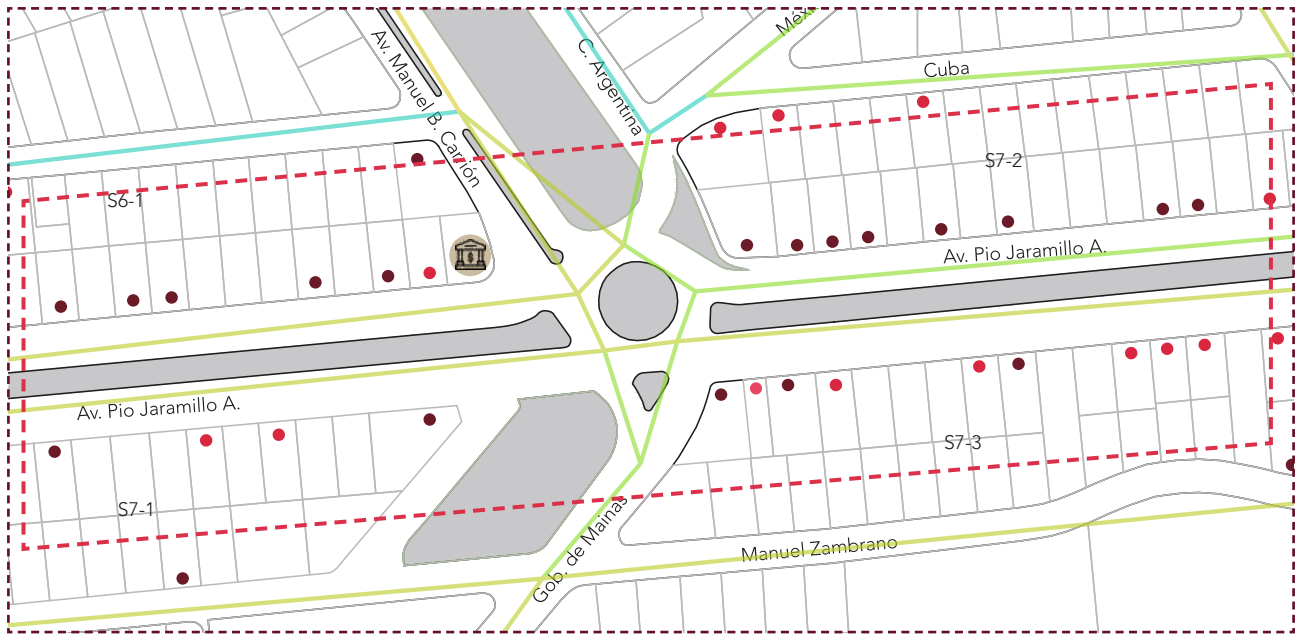 Méx
C. Argentina
Av. Manuel B. Carrión
Cuba
S7-2
S6-1
Av. Pio Jaramillo A.
$
Av. Pio Jaramillo A.
S7-3
S7-1
Gob. de Mainas
Manuel Zambrano